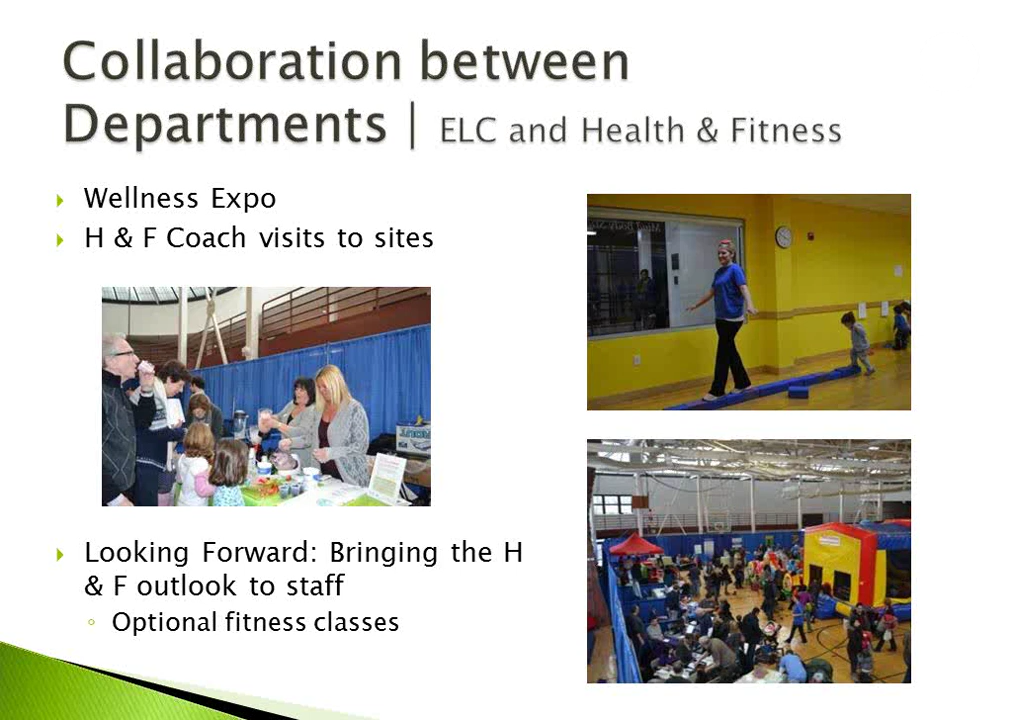 Collaboration between
Departments | ELC and Health & Fitness
Wellness Expo
H & F Coach visits to sites
Looking Forward: Bringing the H
& F outlook to staff
Optional fitness classes